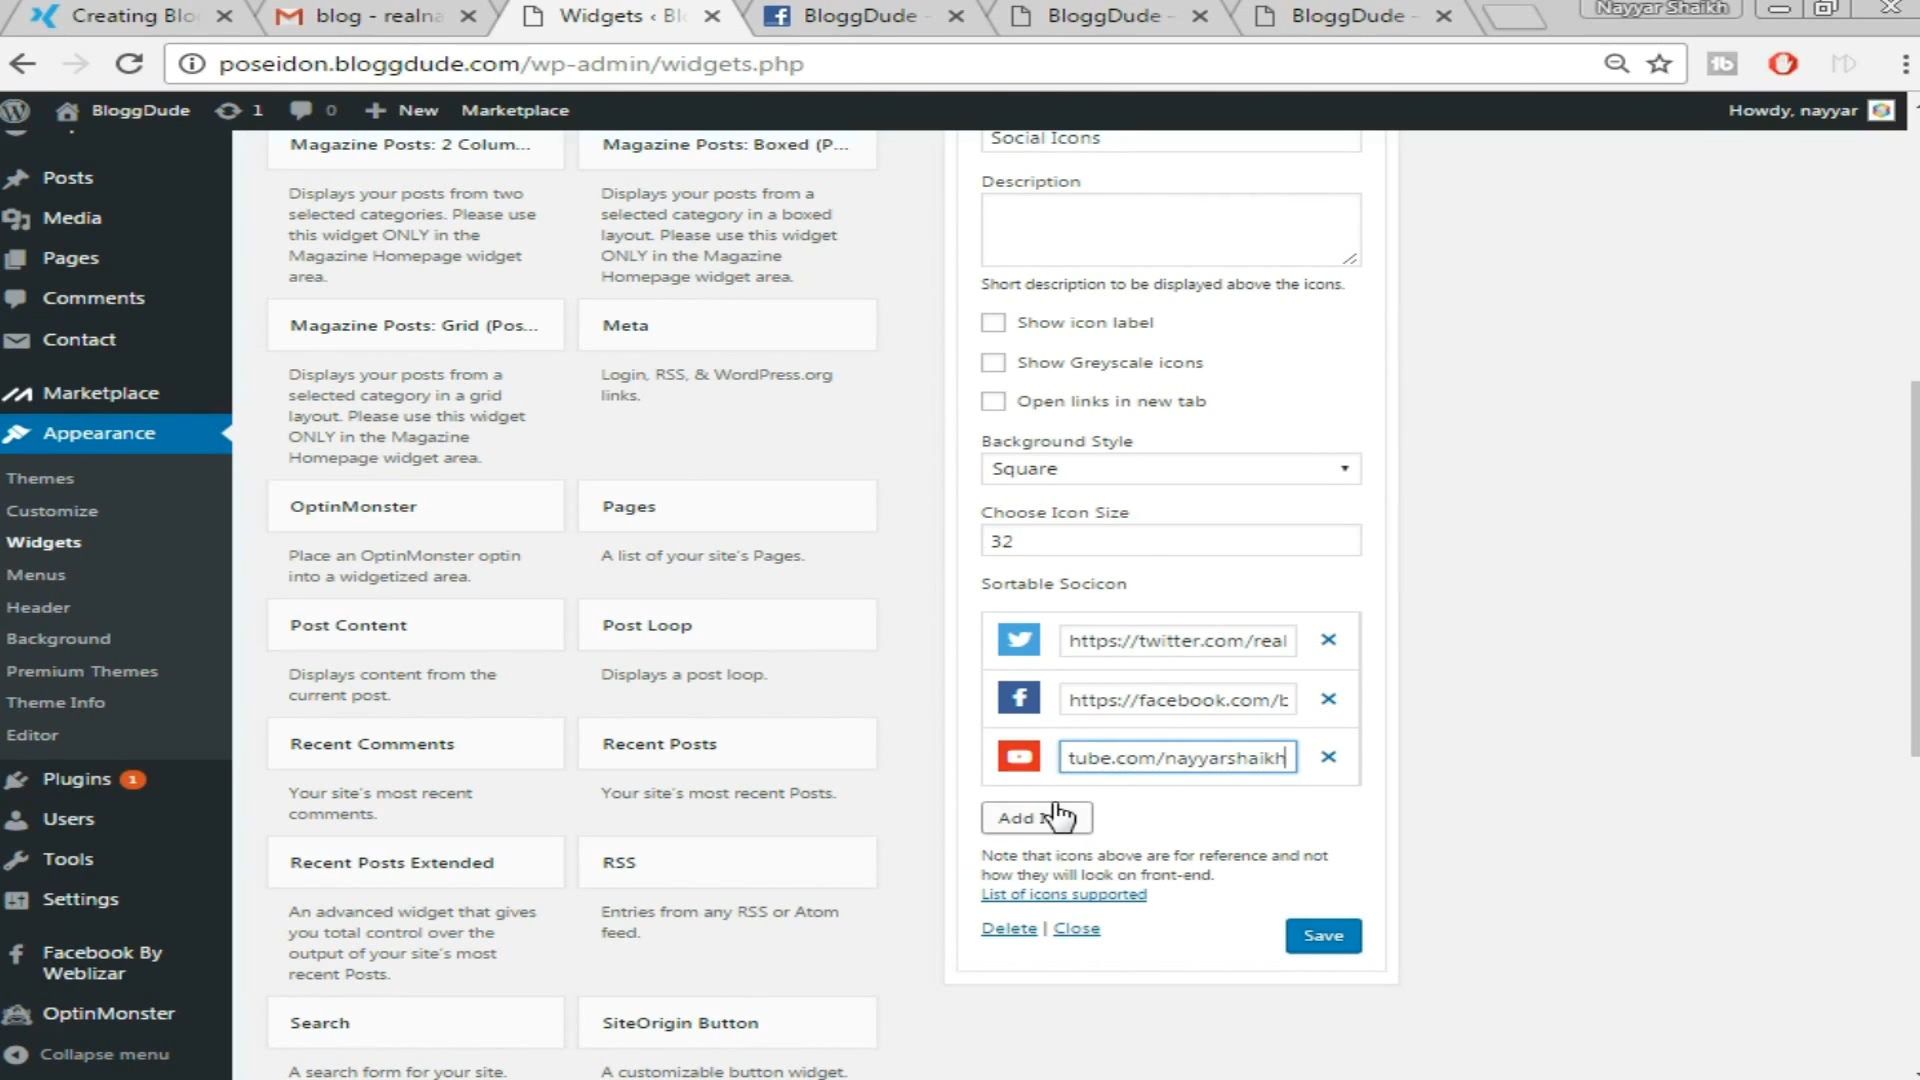 Creating Blo
blog - realna
Widgets ‹ Bl
BloggDude -
BloggDude -
BloggDude -
Nayyar Shaikh
poseidon.bloggdude.com/wp-admin/widgets.php
BloggDude
1
0
New
Marketplace
Howdy, nayyar
Posts
Media
Pages
Comments
Contact
Marketplace
Appearance
Themes
Customize
Widgets
Menus
Header
Background
Premium Themes
Theme Info
Editor
Plugins 1
Users
Tools
Settings
Facebook By
Weblizar
OptinMonster
Collapse menu
Magazine Posts: 2 Colum...
Displays your posts from two
selected categories. Please use
this widget ONLY in the
Magazine Homepage widget
area.
Magazine Posts: Boxed (P...
Displays your posts from a
selected category in a boxed
layout. Please use this widget
ONLY in the Magazine
Homepage widget area.
Magazine Posts: Grid (Pos...
Displays your posts from a
selected category in a grid
layout. Please use this widget
ONLY in the Magazine
Homepage widget area.
Meta
Login, RSS, & WordPress.org
links.
OptinMonster
Place an OptinMonster optin
into a widgetized area.
Pages
A list of your site's Pages.
Post Content
Displays content from the
current post.
Post Loop
Displays a post loop.
Recent Comments
Your site's most recent
comments.
Recent Posts
Your site's most recent Posts.
Recent Posts Extended
An advanced widget that gives
you total control over the
output of your site's most
recent Posts.
RSS
Entries from any RSS or Atom
feed.
Search
A search form for your site.
SiteOrigin Button
A customizable button widget.
Social Icons
Description
Short description to be displayed above the icons.
Show icon label
Show Greyscale icons
Open links in new tab
Background Style
Square
Choose Icon Size
32
Sortable Socicon
https://twitter.com/real
https://facebook.com/b
tube.com/nayyarshaikh
Add
Note that icons above are for reference and not
how they will look on front-end.
List of icons supported
Delete | Close
Save